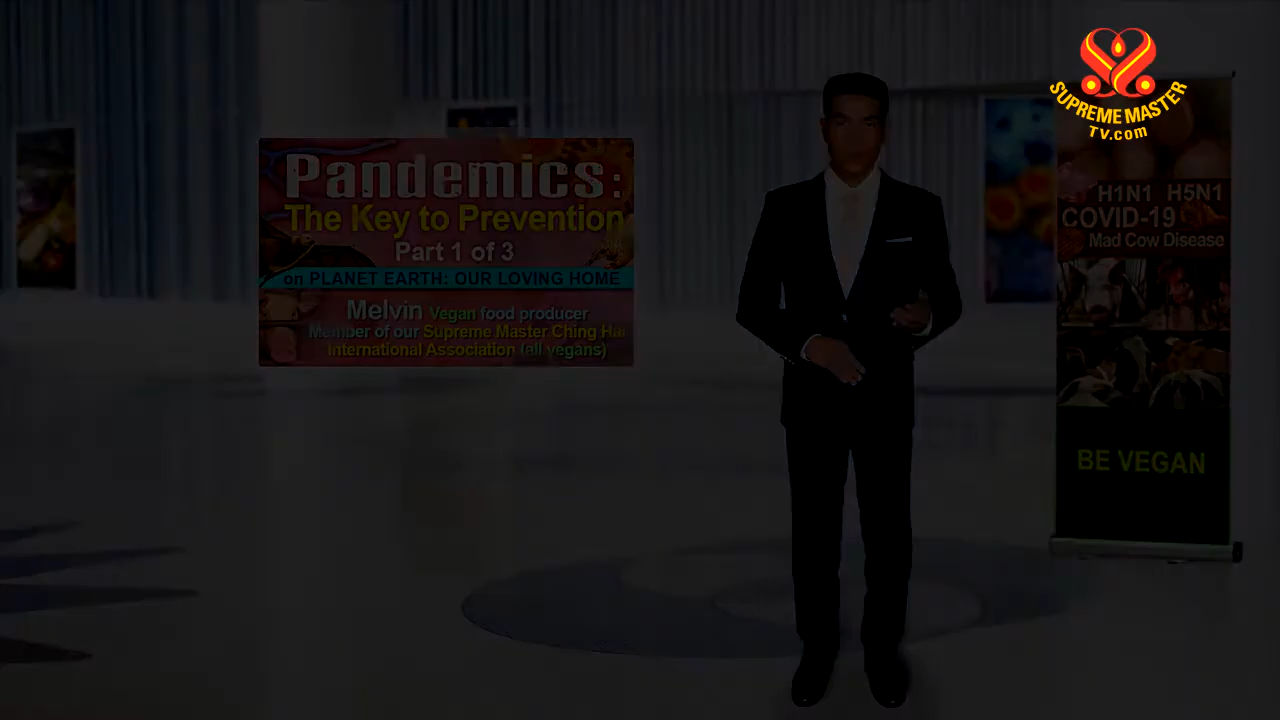 SUPREME MASTER
TV.com
Pandemics:
The Key to Prevention
Part 1 of 3
on PLANET EARTH: OUR LOVING HOME
Melvin Vegan food producer
Member of our Supreme Master Ching Hai
International Association (all vegans)
H1N1 H5N1
COVID-19
Mad Cow Disease
BE VEGAN